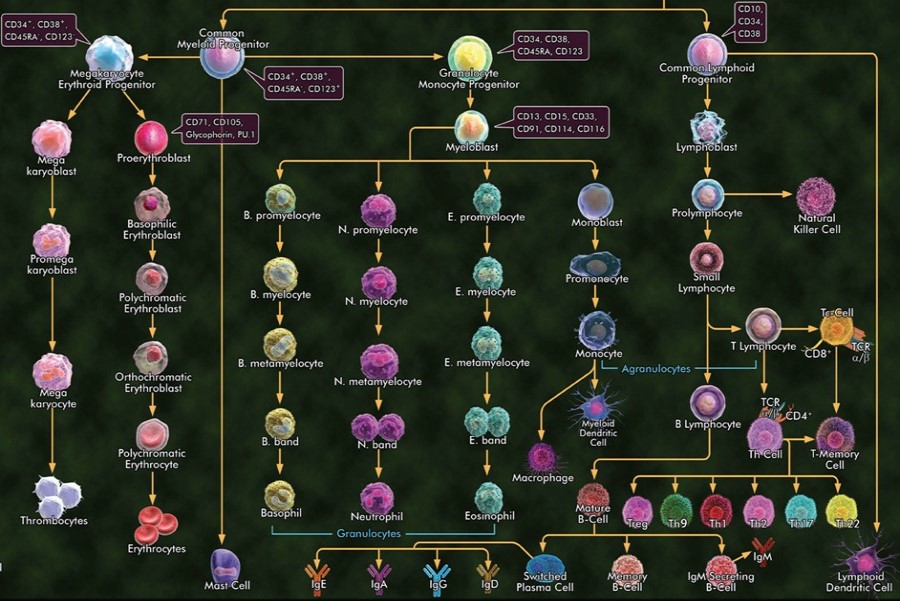 CD34⁺, CD38⁺,
CD45RA⁻, CD123⁻
Megakaryocyte
Erythroid Progenitor
Common
Myeloid Progenitor
CD34⁺, CD38⁺,
CD45RA⁻, CD123⁺
Granulocyte
Monocyte Progenitor
CD34, CD38,
CD45RA, CD123
CD10,
CD34,
CD38
Common Lymphoid
Progenitor
Mega
karyoblast
Proerythroblast
CD71, CD105,
Glycophorin, PU.1
Myeloblast
CD13, CD15, CD33,
CD91, CD114, CD116
Lymphoblast
Promega
karyoblast
Mega
karyocyte
Thrombocytes
Basophilic
Erythroblast
Polychromatic
Erythroblast
Orthochromatic
Erythroblast
Polychromatic
Erythrocyte
Erythrocytes
Mast Cell
B. promyelocyte
B. myelocyte
B. metamyelocyte
B. band
Basophil
N. promyelocyte
N. myelocyte
N. metamyelocyte
N. band
Neutrophil
E. promyelocyte
E. myelocyte
E. metamyelocyte
E. band
Eosinophil
Granulocytes
Monoblast
Promonocyte
Monocyte
Agranulocytes
Macrophage
Myeloid
Dendritic
Cell
Prolymphocyte
Natural
Killer Cell
Small
Lymphocyte
T Lymphocyte
Tc-Cell
CD8⁺
TCR
α/β
B Lymphocyte
TCR
α/β
CD4⁺
Th Cell
T-Memory
Cell
Mature
B-Cell
Treg
Th9
Th1
Th2
Th17
Th22
IgE
IgA
IgG
IgD
Switched
Plasma Cell
Memory
B-Cell
IgM Secreting
B-Cell
IgM
Lymphoid
Dendritic Cell